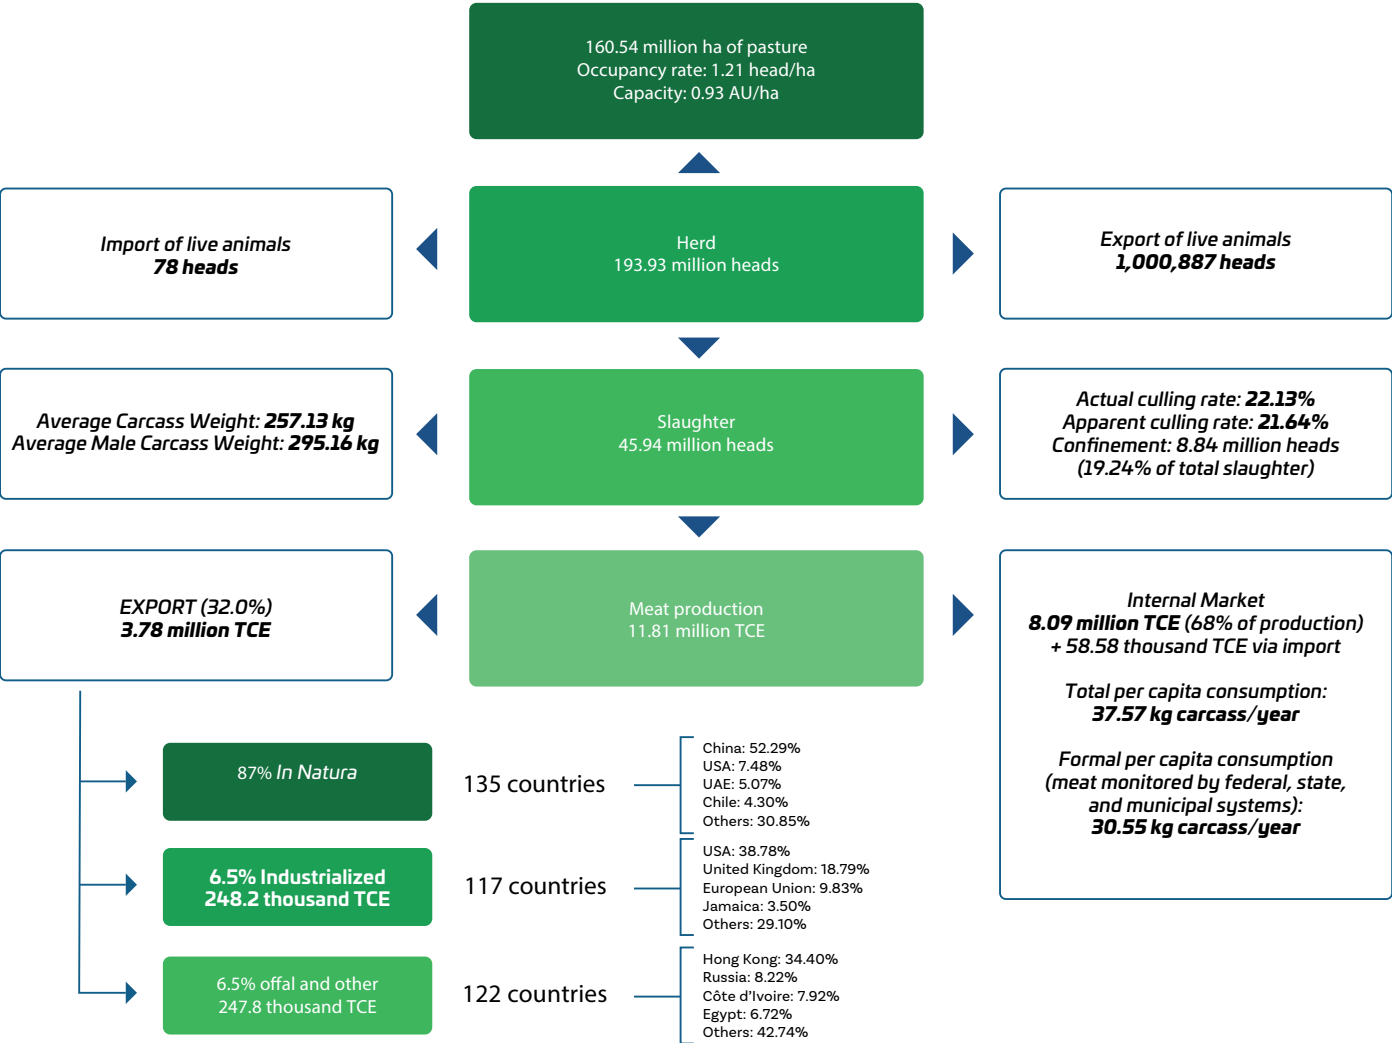 160.54 million ha of pasture
Occupancy rate: 1.21 head/ha
Capacity: 0.93 AU/ha
Import of live animals
78 heads
Herd
193.93 million heads
Export of live animals
1,000,887 heads
Average Carcass Weight: 257.13 kg
Average Male Carcass Weight: 295.16 kg
Slaughter
45.94 million heads
Actual culling rate: 22.13%
Apparent culling rate: 21.64%
Confinement: 8.84 million heads
(19.24% of total slaughter)
EXPORT (32.0%)
3.78 million TCE
Meat production
11.81 million TCE
Internal Market
8.09 million TCE (68% of production)
+ 58.58 thousand TCE via import
Total per capita consumption:
37.57 kg carcass/year
Formal per capita consumption
(meat monitored by federal, state,
and municipal systems):
30.55 kg carcass/year
87% In Natura
135 countries
China: 52.29%
USA: 7.48%
UAE: 5.07%
Chile: 4.30%
Others: 30.85%
6.5% Industrialized
248.2 thousand TCE
117 countries
USA: 38.78%
United Kingdom: 18.79%
European Union: 9.83%
Jamaica: 3.50%
Others: 29.10%
6.5% offal and other
247.8 thousand TCE
122 countries
Hong Kong: 34.40%
Russia: 8.22%
Côte d'Ivoire: 7.92%
Egypt: 6.72%
Others: 42.74%